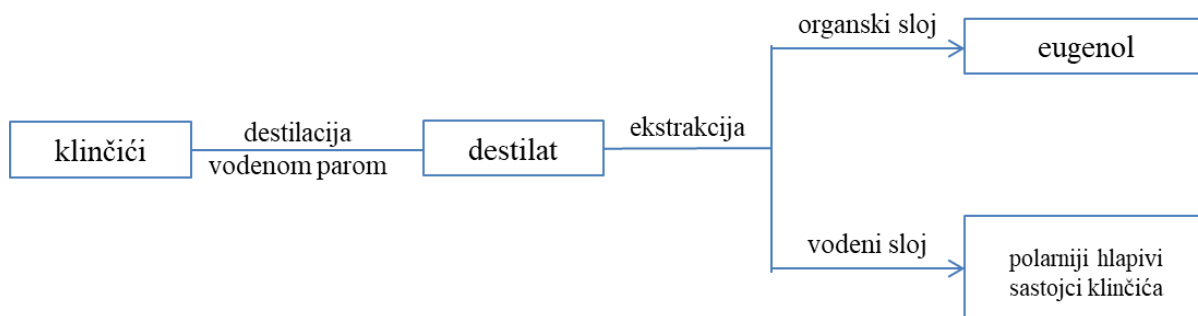 klinčići
destilacija
vodenom parom
destilat
ekstrakcija
organski sloj
eugenol
vodeni sloj
polarniji hlapivi
sastojci klinčića